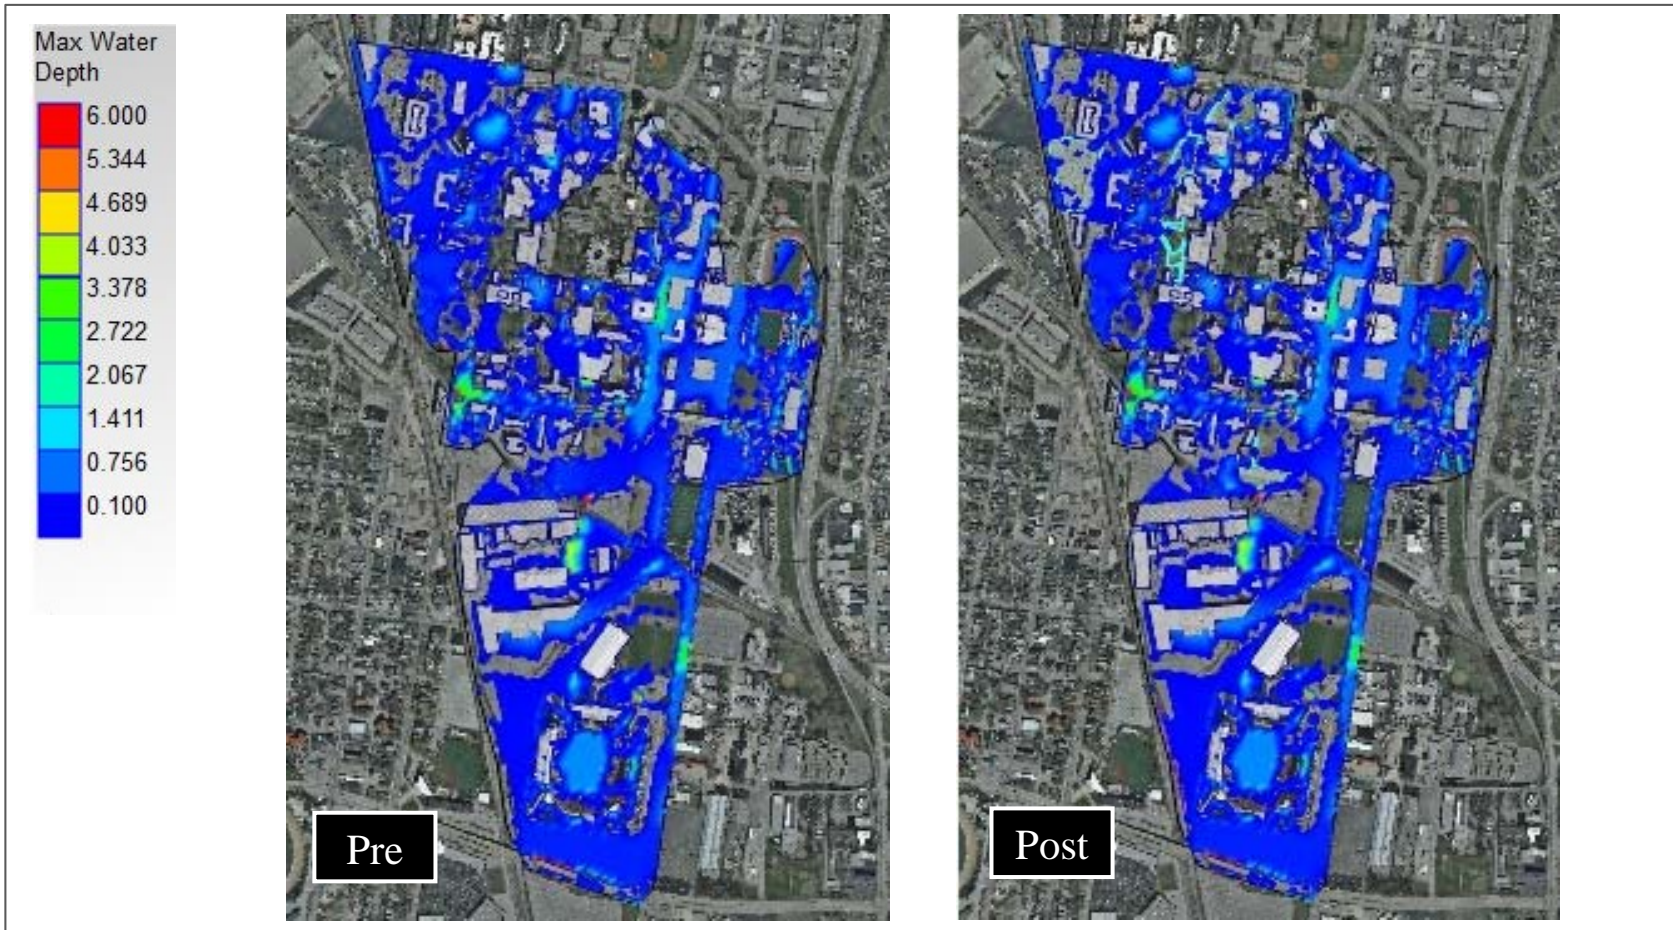 Max Water
Depth
6.000
5.344
4.689
4.033
3.378
2.722
2.067
1.411
0.756
0.100
Pre
Post